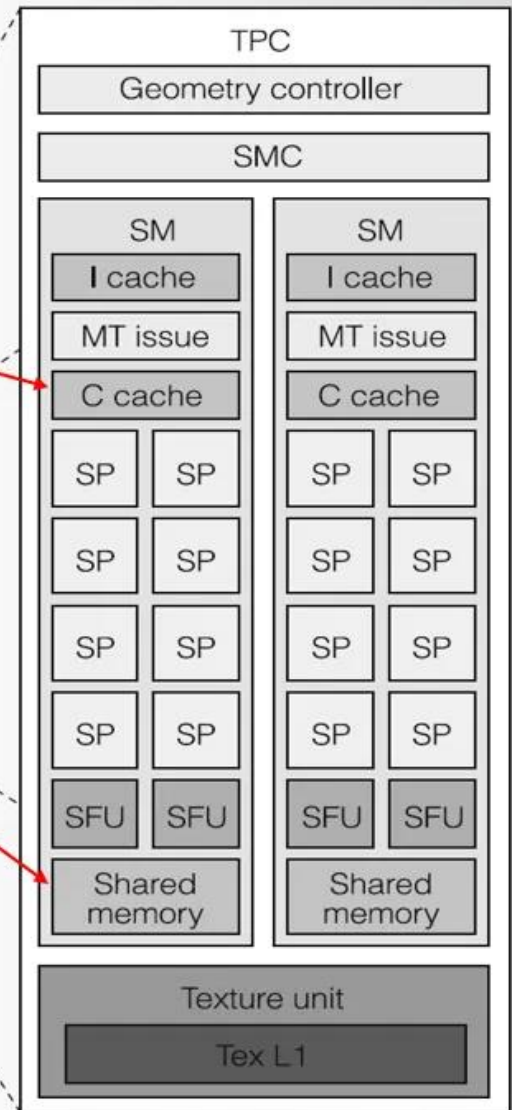 TPC
Geometry controller
SMC
SM
I cache
MT issue
C cache
SP SP
SP SP
SP SP
SP SP
SFU SFU
Shared
memory
SM
I cache
MT issue
C cache
SP SP
SP SP
SP SP
SP SP
SFU SFU
Shared
memory
Texture unit
Tex L1